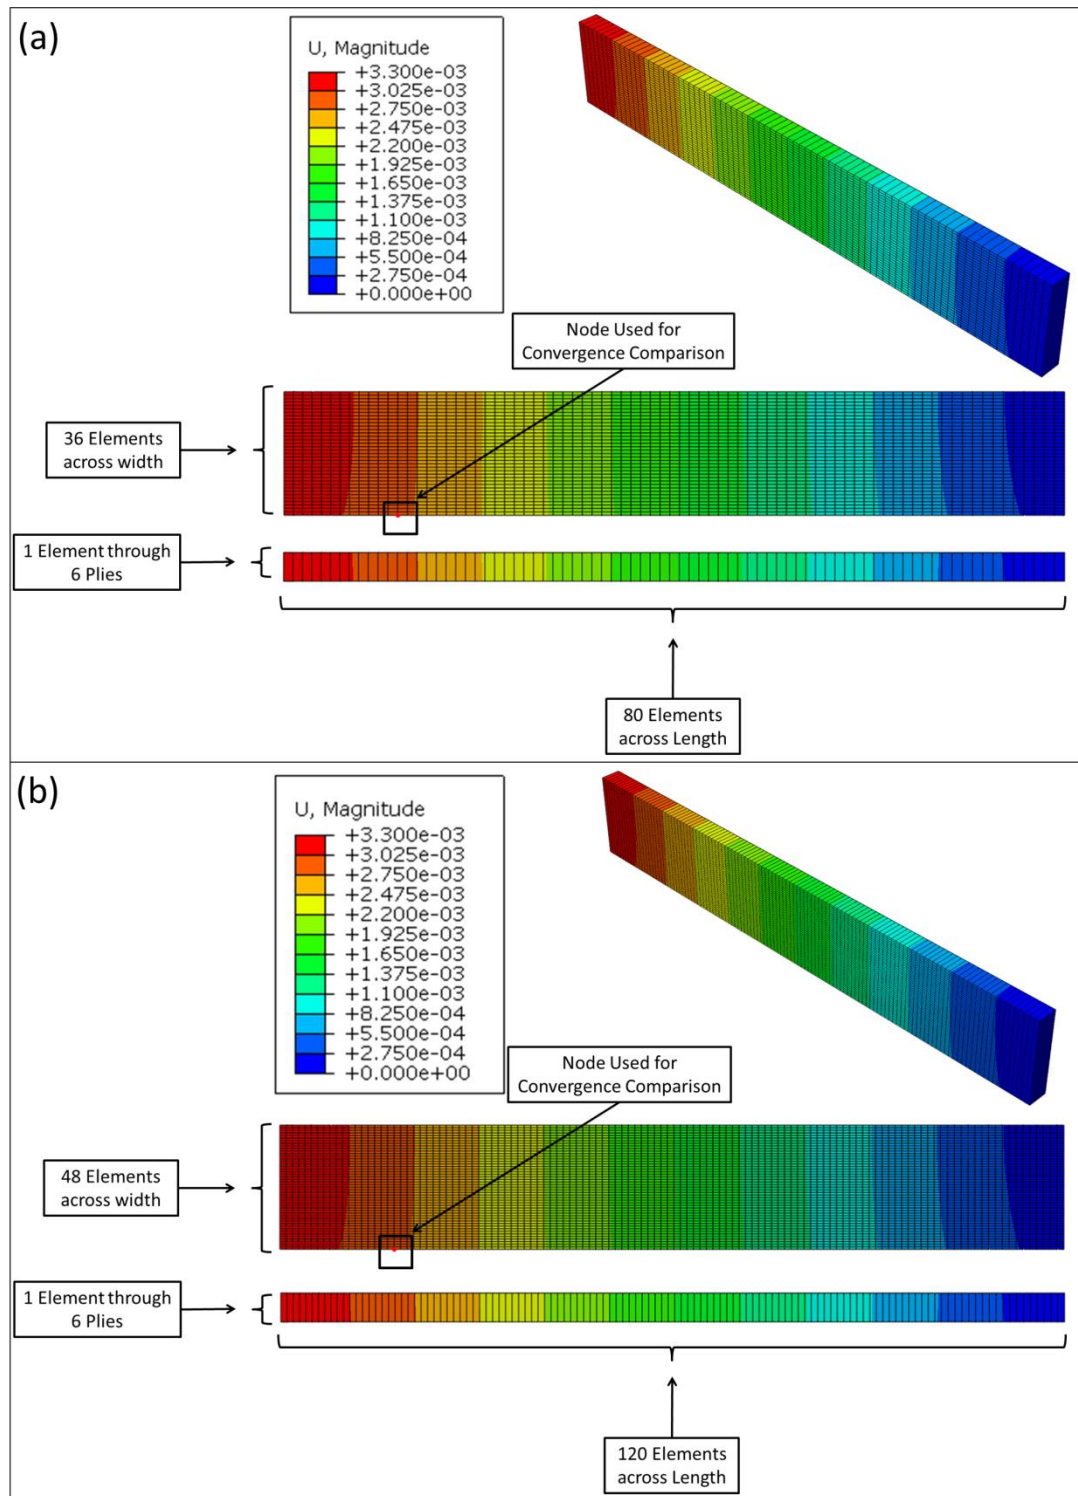 (a)
U, Magnitude
+3.300e-03
+3.025e-03
+2.750e-03
+2.475e-03
+2.200e-03
+1.925e-03
+1.650e-03
+1.375e-03
+1.100e-03
+8.250e-04
+5.500e-04
+2.750e-04
+0.000e+00
Node Used for
Convergence Comparison
36 Elements
across width
1 Element through
6 Plies
80 Elements
across Length
(b)
U, Magnitude
+3.300e-03
+3.025e-03
+2.750e-03
+2.475e-03
+2.200e-03
+1.925e-03
+1.650e-03
+1.375e-03
+1.100e-03
+8.250e-04
+5.500e-04
+2.750e-04
+0.000e+00
Node Used for
Convergence Comparison
48 Elements
across width
1 Element through
6 Plies
120 Elements
across Length